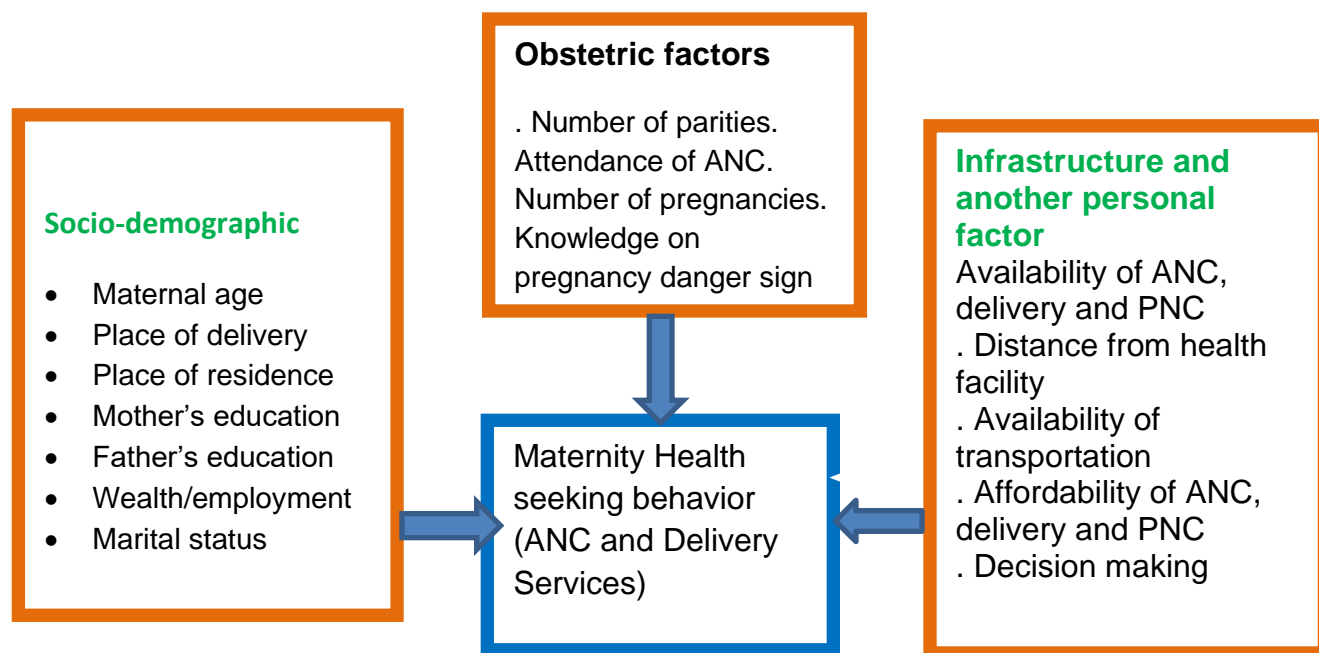 Obstetric factors
. Number of parities.
Attendance of ANC.
Number of pregnancies.
Knowledge on
pregnancy danger sign
Socio-demographic
• Maternal age
• Place of delivery
• Place of residence
• Mother’s education
• Father’s education
• Wealth/employment
• Marital status
Infrastructure and
another personal
factor
Availability of ANC,
delivery and PNC
. Distance from health
facility
. Availability of
transportation
. Affordability of ANC,
delivery and PNC
. Decision making
Maternity Health
seeking behavior
(ANC and Delivery
Services)